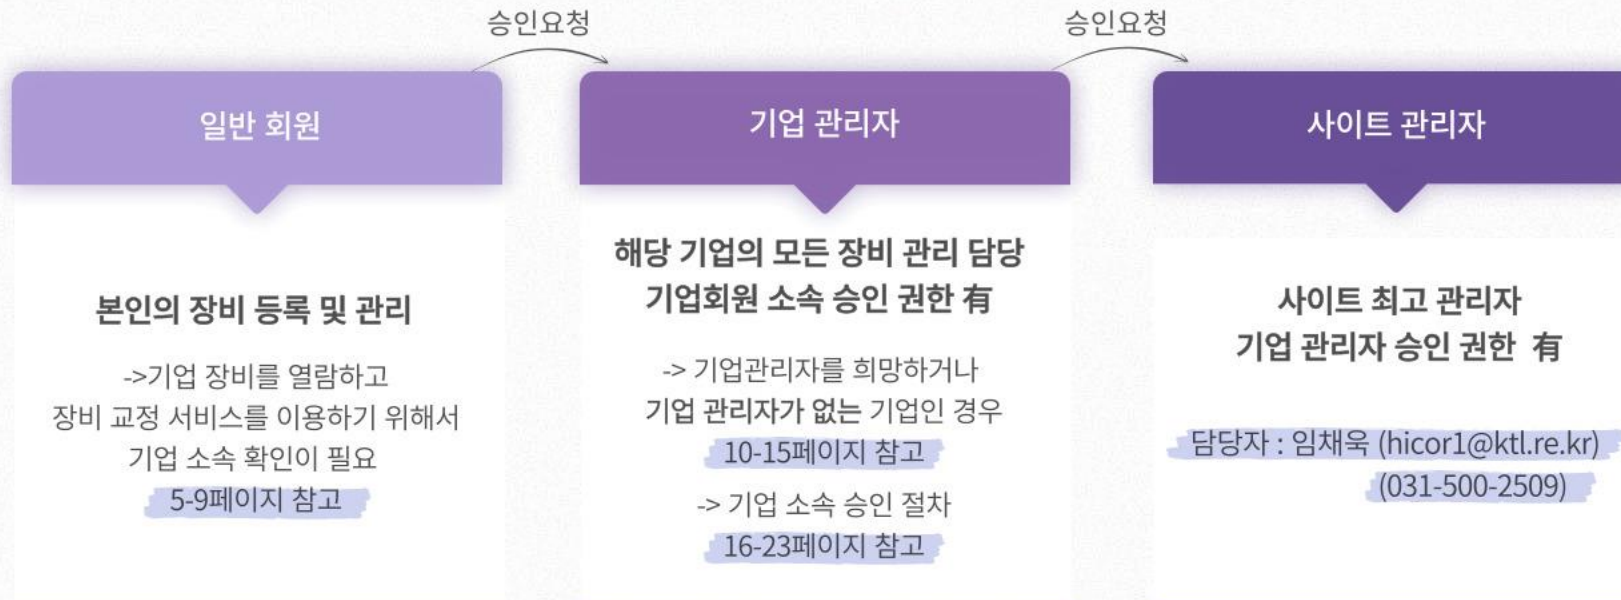 승인요청
승인요청
일반 회원
본인의 장비 등록 및 관리
->기업 장비를 열람하고
장비 교정 서비스를 이용하기 위해서
기업 소속 확인이 필요
5-9페이지 참고
기업 관리자
해당 기업의 모든 장비 관리 담당
기업회원 소속 승인 권한 有
-> 기업관리자를 희망하거나
기업 관리자가 없는 기업인 경우
10-15페이지 참고
-> 기업 소속 승인 절차
16-23페이지 참고
사이트 관리자
사이트 최고 관리자
기업 관리자 승인 권한 有
담당자 : 임채욱 (hicor1@ktl.re.kr)
(031-500-2509)